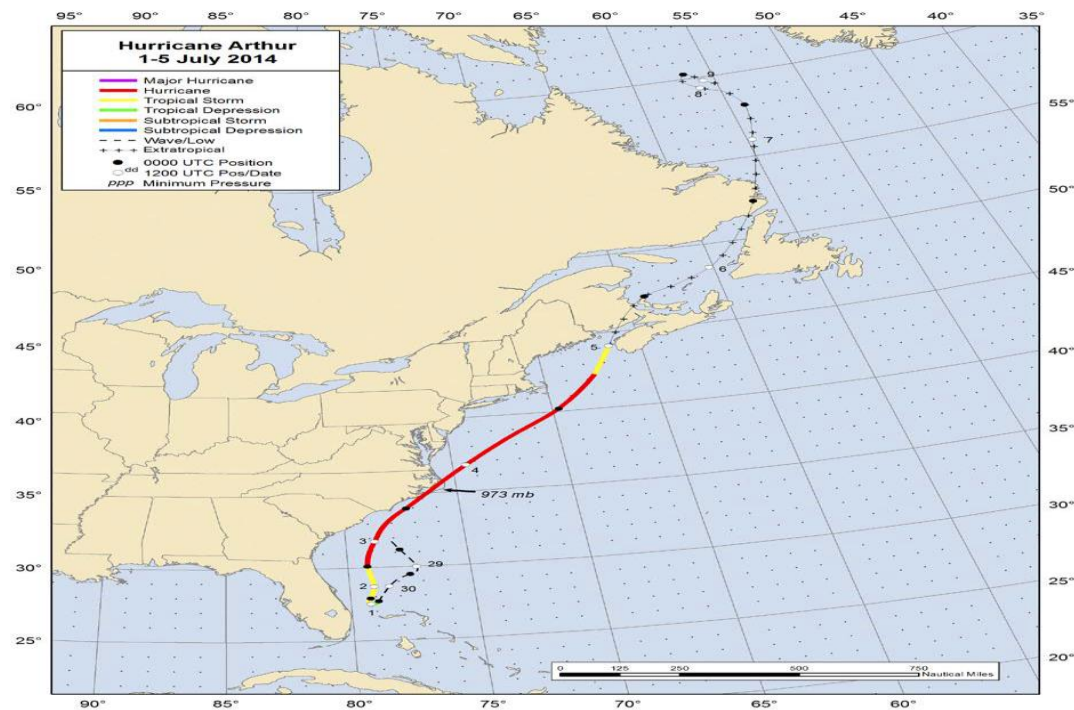 95° 90° 85° 80° 75° 70° 65° 60° 55° 50° 45° 40° 35°
Hurricane Arthur
1-5 July 2014
Major Hurricane
Hurricane
Tropical Storm
Tropical Depression
Subtropical Storm
Subtropical Depression
Wave/Low
Extratropical
0000 UTC Position
dd 1200 UTC Pos/Date
ppp Minimum Pressure
9
8
60°
55°
7
55°
50°
50°
6
45°
45°
5
40°
40°
35°
4
35°
973 mb
30°
3
30°
29
25°
2
30
1
25°
20°
0 125 250 500 750
Nautical Miles
90° 85° 80° 75° 70° 65° 60°